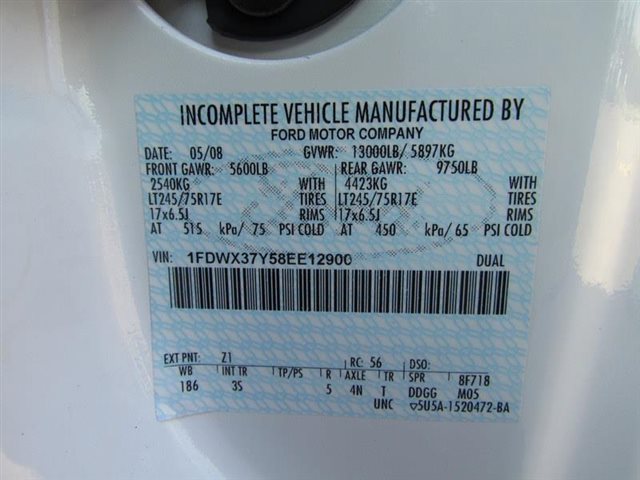 INCOMPLETE VEHICLE MANUFACTURED BY
FORD MOTOR COMPANY
DATE: 05/08 GVWR: 13000LB/ 5897KG
FRONT GAWR: 5600LB REAR GAWR: 9750LB
2540KG WITH 4423KG WITH
LT245/75R17E TIRES LT245/75R17E TIRES
17x6.5J RIMS 17x6.5J RIMS
AT 515 kPa/ 75 PSI COLD AT 450 kPa/ 65 PSI COLD
VIN: 1FDWX37Y58EE12900 DUAL
EXT PNT: Z1 RC: 56 DSO:
WB INT TR TP/PS R AXLE TR SPR 8F718
186 3S 5 4N T DDGG M05
UNC ▽5U5A-1520472-BA